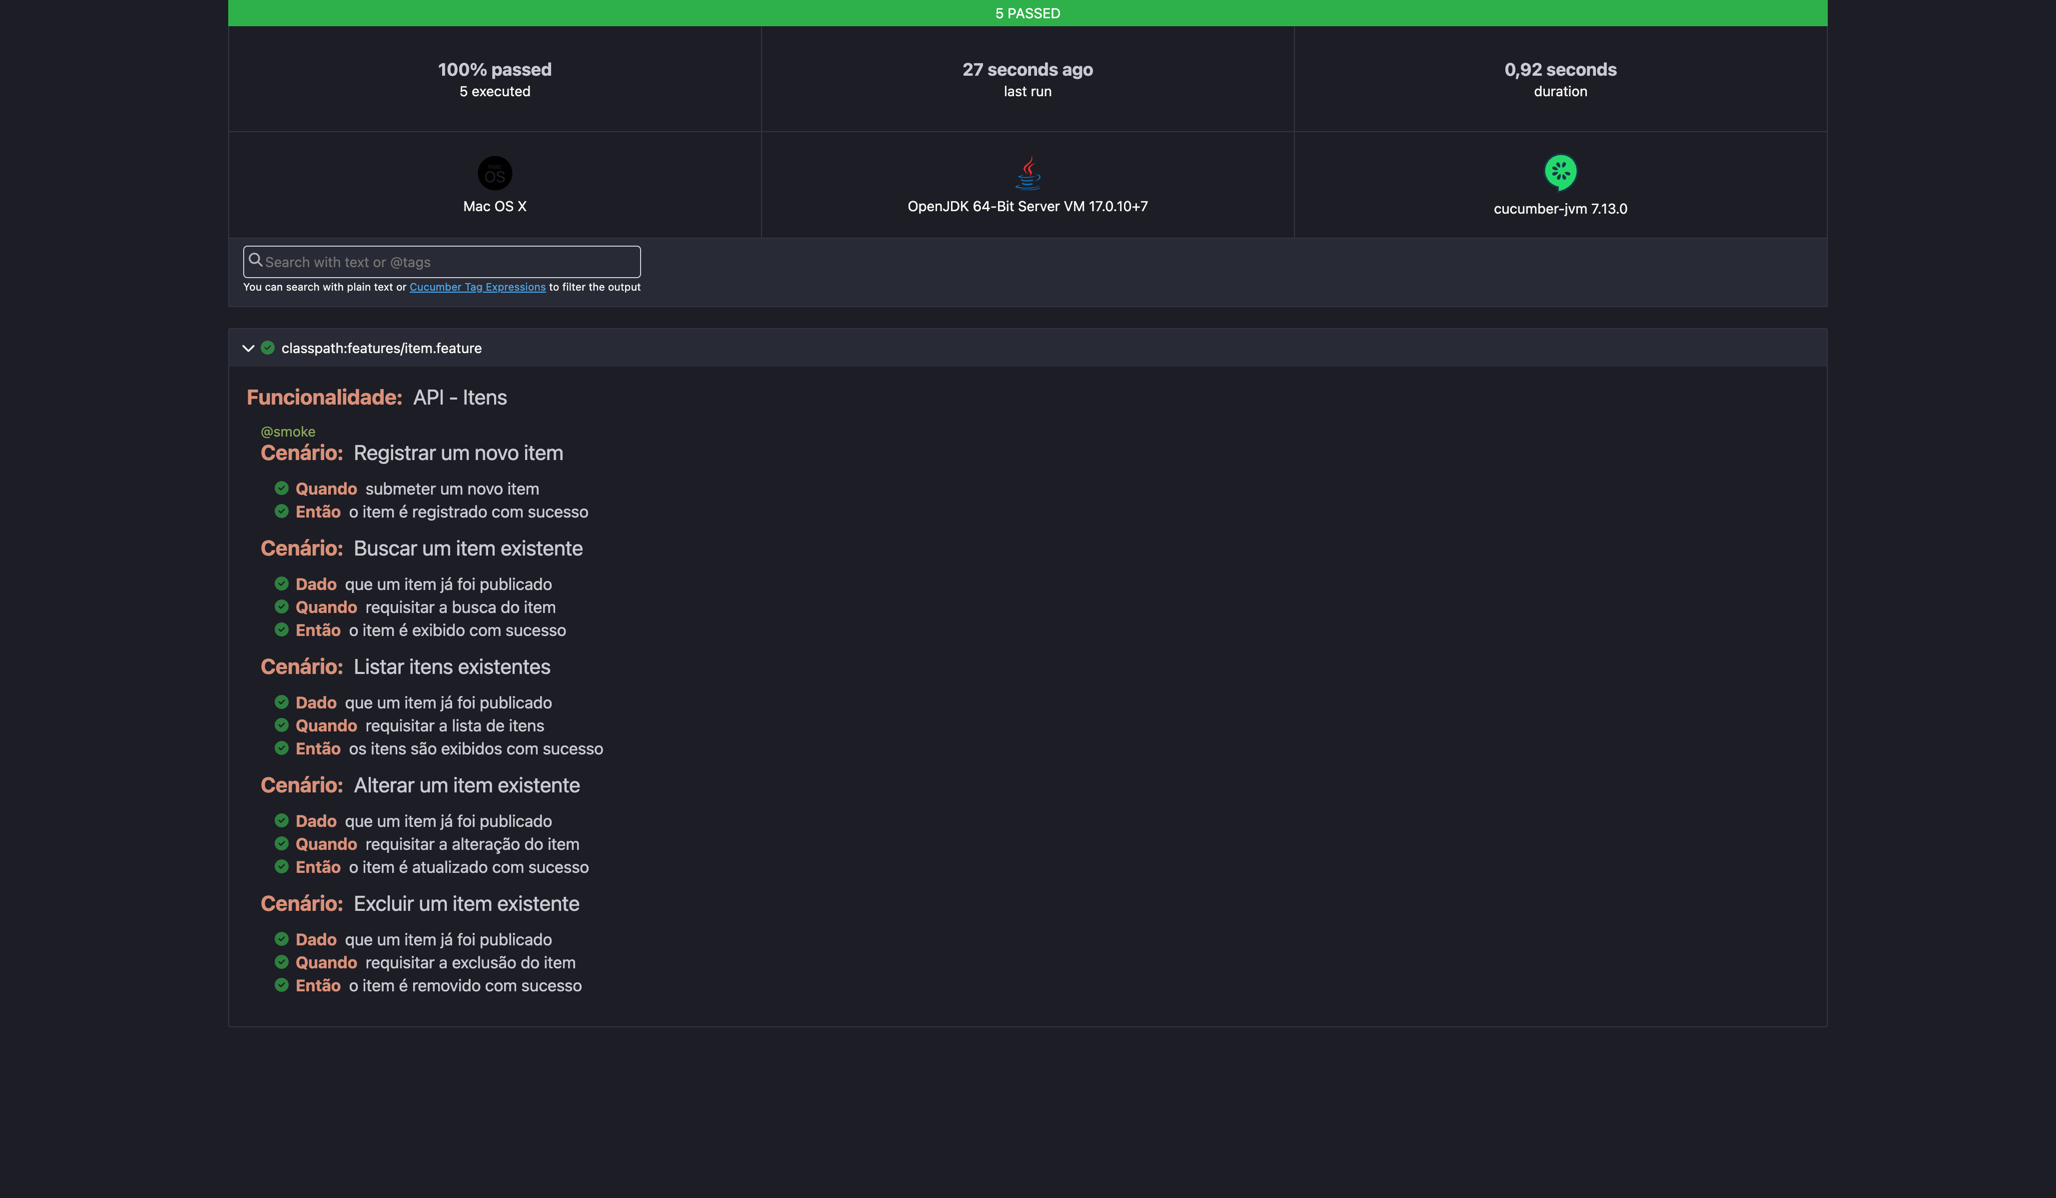 5 PASSED
100% passed
5 executed
27 seconds ago
last run
0,92 seconds
duration
OS
Mac OS X
OpenJDK 64-Bit Server VM 17.0.10+7
cucumber-jvm 7.13.0
Search with text or @tags
You can search with plain text or Cucumber Tag Expressions to filter the output
classpath:features/item.feature
Funcionalidade: API - Itens
@smoke
Cenário: Registrar um novo item
Quando submeter um novo item
Então o item é registrado com sucesso
Cenário: Buscar um item existente
Dado que um item já foi publicado
Quando requisitar a busca do item
Então o item é exibido com sucesso
Cenário: Listar itens existentes
Dado que um item já foi publicado
Quando requisitar a lista de itens
Então os itens são exibidos com sucesso
Cenário: Alterar um item existente
Dado que um item já foi publicado
Quando requisitar a alteração do item
Então o item é atualizado com sucesso
Cenário: Excluir um item existente
Dado que um item já foi publicado
Quando requisitar a exclusão do item
Então o item é removido com sucesso